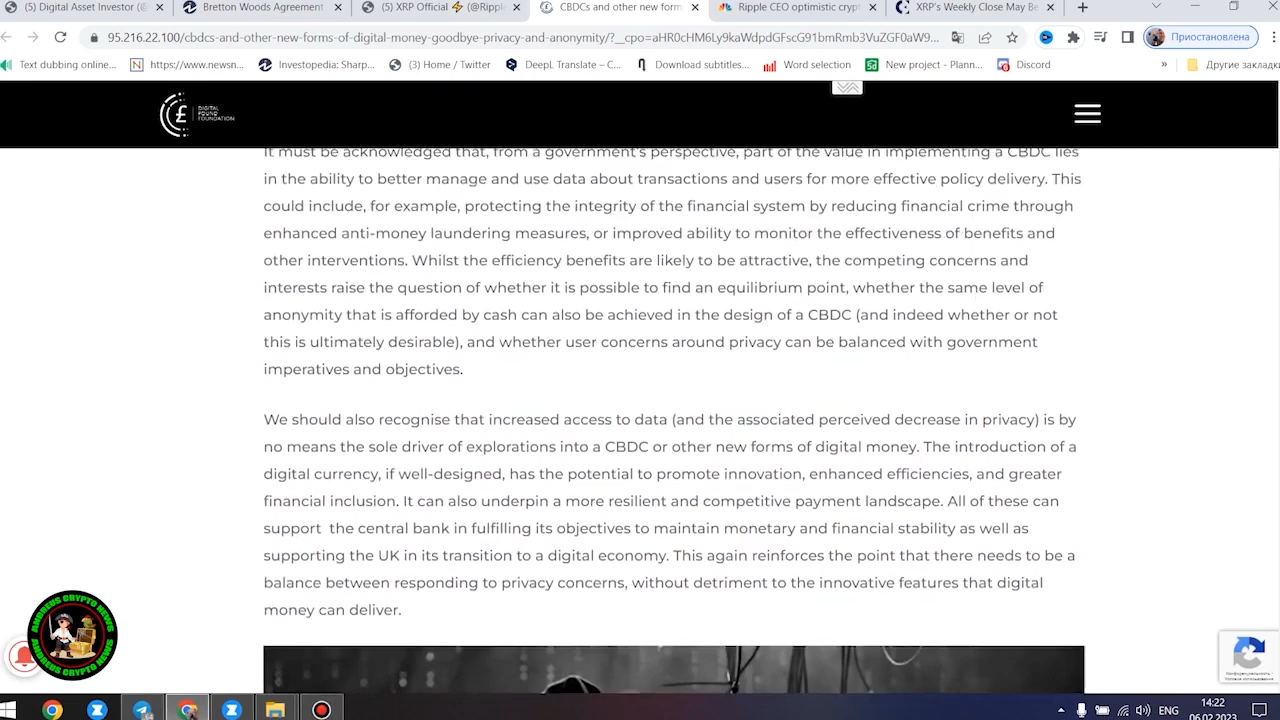 (5) Digital Asset Investor (@
Bretton Woods Agreement
(5) XRP Official ⚡ (@Ripple
CBDCs and other new form
Ripple CEO optimistic crypt
XRP's Weekly Close May Be
95.216.22.100/cbdcs-and-other-new-forms-of-digital-money-goodbye-privacy-and-anonymity/?__cpo=aHR0cHM6Ly9kaWdpdGFscG91bmRmb3VuZGF0aW9...
Приостановлена
Text dubbing online...
https://www.newsn...
Investopedia: Sharp...
(3) Home / Twitter
DeepL Translate – C...
Download subtitles...
Word selection
New project - Plann...
Discord
»
Другие закладки
DIGITAL
POUND
FOUNDATION
It must be acknowledged that, from a government's perspective, part of the value in implementing a CBDC lies
in the ability to better manage and use data about transactions and users for more effective policy delivery. This
could include, for example, protecting the integrity of the financial system by reducing financial crime through
enhanced anti-money laundering measures, or improved ability to monitor the effectiveness of benefits and
other interventions. Whilst the efficiency benefits are likely to be attractive, the competing concerns and
interests raise the question of whether it is possible to find an equilibrium point, whether the same level of
anonymity that is afforded by cash can also be achieved in the design of a CBDC (and indeed whether or not
this is ultimately desirable), and whether user concerns around privacy can be balanced with government
imperatives and objectives.
We should also recognise that increased access to data (and the associated perceived decrease in privacy) is by
no means the sole driver of explorations into a CBDC or other new forms of digital money. The introduction of a
digital currency, if well-designed, has the potential to promote innovation, enhanced efficiencies, and greater
financial inclusion. It can also underpin a more resilient and competitive payment landscape. All of these can
support the central bank in fulfilling its objectives to maintain monetary and financial stability as well as
supporting the UK in its transition to a digital economy. This again reinforces the point that there needs to be a
balance between responding to privacy concerns, without detriment to the innovative features that digital
money can deliver.
ANDREUS CRYPTO NEWS
ANDREUS CRYPTO NEWS
Конфиденциальность -
Условия использования
ENG
14:22
06.02.2023